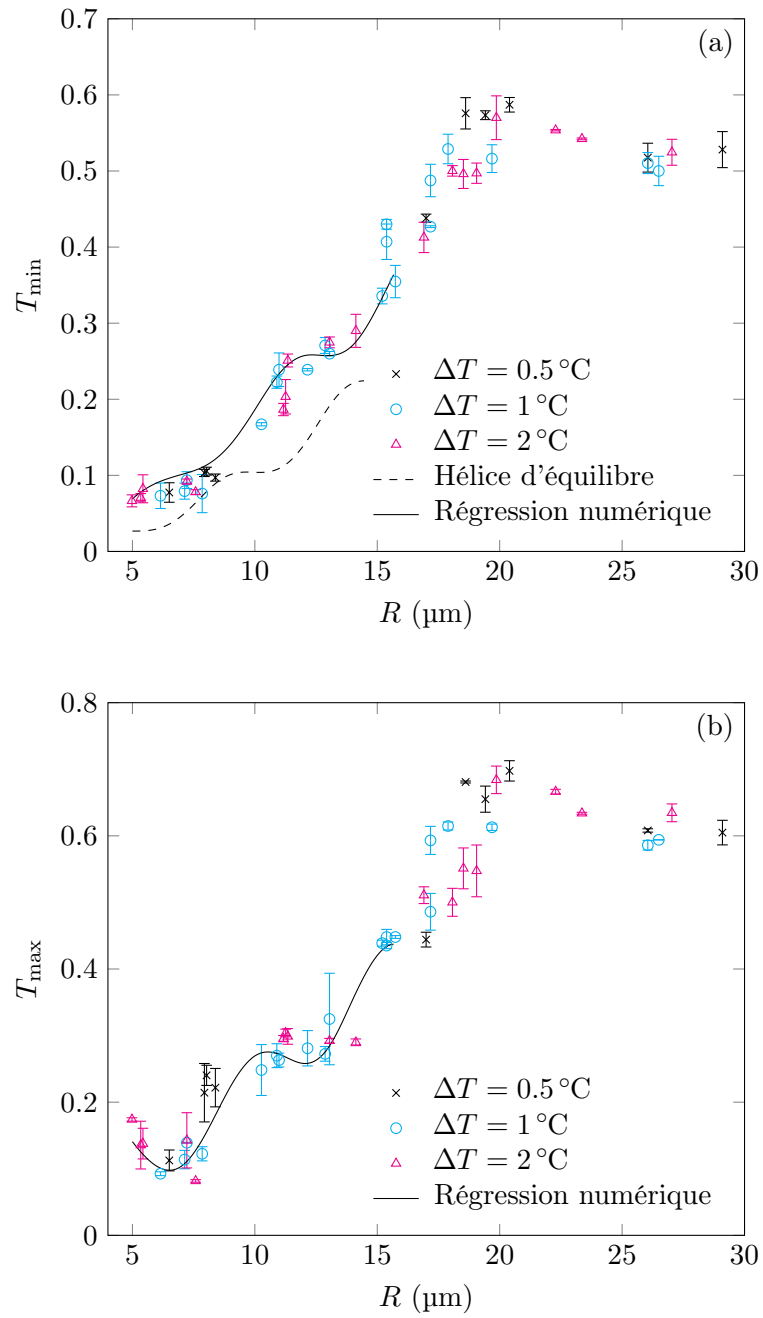 (a)
0.7
0.6
0.5
0.4
0.3
0.2
0.1
0
T_min
ΔT = 0.5 °C
ΔT = 1 °C
ΔT = 2 °C
Hélice d'équilibre
Régression numérique
5 10 15 20 25 30
R (µm)
(b)
0.8
0.6
0.4
0.2
0
T_max
ΔT = 0.5 °C
ΔT = 1 °C
ΔT = 2 °C
Régression numérique
5 10 15 20 25 30
R (µm)